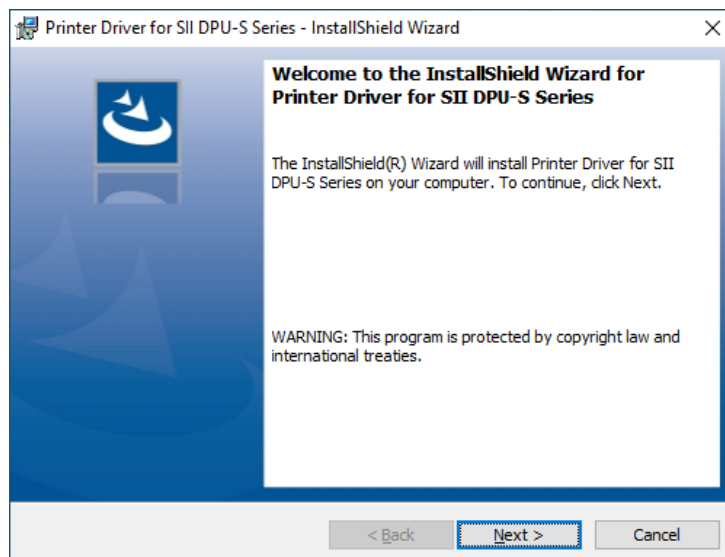 Printer Driver for SII DPU-S Series - InstallShield Wizard
Welcome to the InstallShield Wizard for
Printer Driver for SII DPU-S Series
The InstallShield(R) Wizard will install Printer Driver for SII
DPU-S Series on your computer. To continue, click Next.
WARNING: This program is protected by copyright law and
international treaties.
< Back
Next >
Cancel